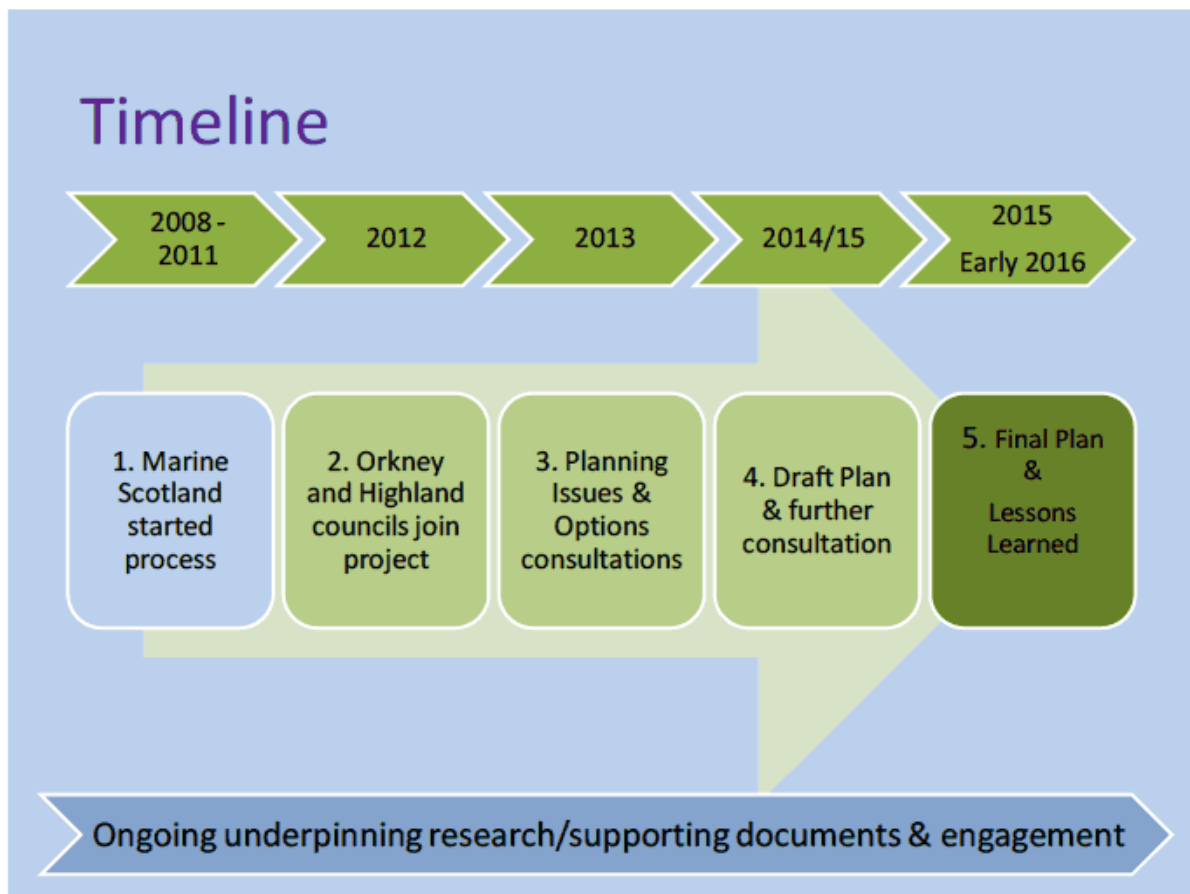 Timeline
2008 -
2011
2012
2013
2014/15
2015
Early 2016
1. Marine
Scotland
started
process
2. Orkney
and Highland
councils join
project
3. Planning
Issues &
Options
consultations
4. Draft Plan
& further
consultation
5. Final Plan
&
Lessons
Learned
Ongoing underpinning research/supporting documents & engagement